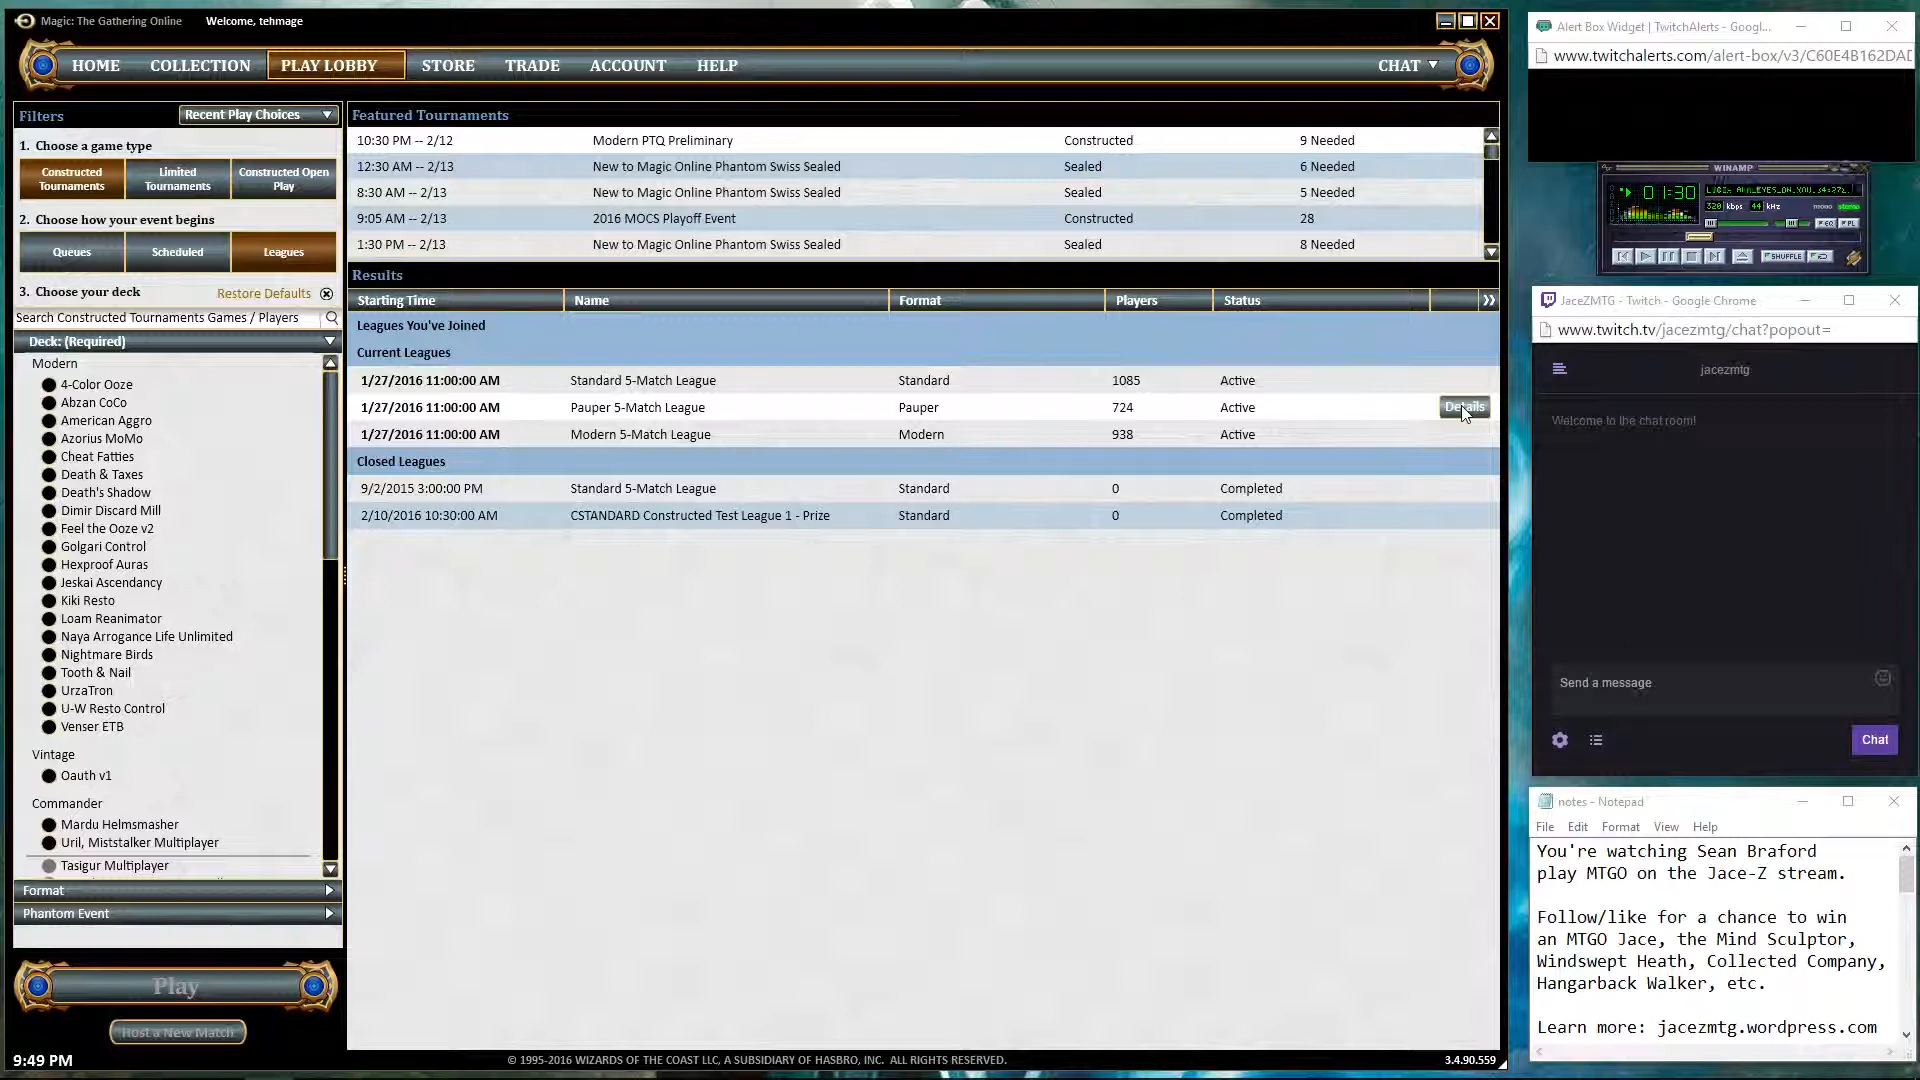 Magic: The Gathering Online Welcome, tehmage
HOME COLLECTION PLAY LOBBY STORE TRADE ACCOUNT HELP CHAT
Filters Recent Play Choices
1. Choose a game type
Constructed Tournaments Limited Tournaments Constructed Open Play
2. Choose how your event begins
Queues Scheduled Leagues
3. Choose your deck Restore Defaults
Search Constructed Tournaments Games / Players
Deck: (Required)
Modern
4-Color Ooze
Abzan CoCo
American Aggro
Azorius MoMo
Cheat Fatties
Death & Taxes
Death's Shadow
Dimir Discard Mill
Feel the Ooze v2
Golgari Control
Hexproof Auras
Jeskai Ascendancy
Kiki Resto
Loam Reanimator
Naya Arrogance Life Unlimited
Nightmare Birds
Tooth & Nail
UrzaTron
U-W Resto Control
Venser ETB
Vintage
Oauth v1
Commander
Mardu Helmsmasher
Uril, Miststalker Multiplayer
Tasigur Multiplayer
Format
Phantom Event
Play
Host a New Match
9:49 PM
Featured Tournaments
10:30 PM -- 2/12 Modern PTQ Preliminary Constructed 9 Needed
12:30 AM -- 2/13 New to Magic Online Phantom Swiss Sealed Sealed 6 Needed
8:30 AM -- 2/13 New to Magic Online Phantom Swiss Sealed Sealed 5 Needed
9:05 AM -- 2/13 2016 MOCS Playoff Event Constructed 28
1:30 PM -- 2/13 New to Magic Online Phantom Swiss Sealed Sealed 8 Needed
Results
Starting Time Name Format Players Status
Leagues You've Joined
Current Leagues
1/27/2016 11:00:00 AM Standard 5-Match League Standard 1085 Active
1/27/2016 11:00:00 AM Pauper 5-Match League Pauper 724 Active Details
1/27/2016 11:00:00 AM Modern 5-Match League Modern 938 Active
Closed Leagues
9/2/2015 3:00:00 PM Standard 5-Match League Standard 0 Completed
2/10/2016 10:30:00 AM CSTANDARD Constructed Test League 1 - Prize Standard 0 Completed
© 1995-2016 WIZARDS OF THE COAST LLC, A SUBSIDIARY OF HASBRO, INC. ALL RIGHTS RESERVED.
3.4.90.559
Alert Box Widget | TwitchAlerts - Googl...
www.twitchalerts.com/alert-box/v3/C60E4B162DAD
WINAMP
01:30
320 kbps 44 kHz mono stereo
EQ PL
SHUFFLE
JaceZMTG - Twitch - Google Chrome
www.twitch.tv/jacezmtg/chat?popout=
jacezmtg
Welcome to the chat room!
Send a message
Chat
notes - Notepad
File Edit Format View Help
You're watching Sean Braford
play MTGO on the Jace-Z stream.
Follow/like for a chance to win
an MTGO Jace, the Mind Sculptor,
Windswept Heath, Collected Company,
Hangarback Walker, etc.
Learn more: jacezmtg.wordpress.com